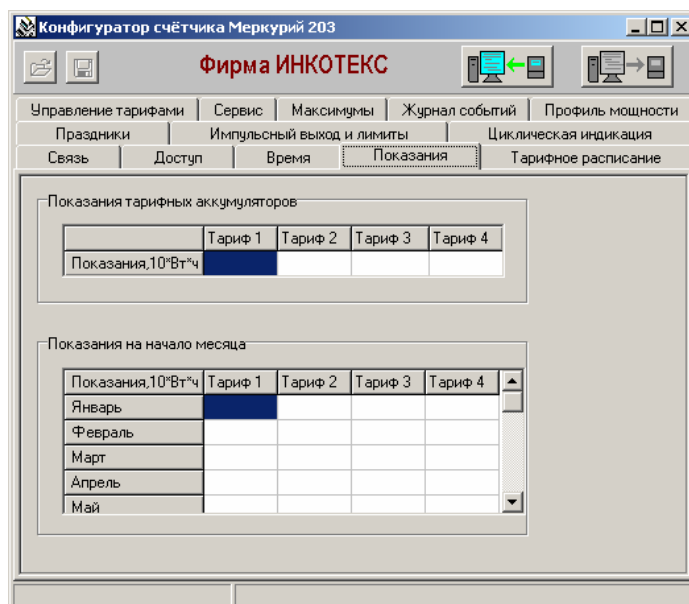 Конфигуратор счётчика Меркурий 203
Фирма ИНКОТЕКС
Управление тарифами Сервис Максимумы Журнал событий Профиль мощности
Праздники Импульсный выход и лимиты Циклическая индикация
Связь Доступ Время Показания Тарифное расписание
Показания тарифных аккумуляторов
Тариф 1 Тариф 2 Тариф 3 Тариф 4
Показания,10*Вт*ч
Показания на начало месяца
Показания,10*Вт*ч Тариф 1 Тариф 2 Тариф 3 Тариф 4
Январь
Февраль
Март
Апрель
Май